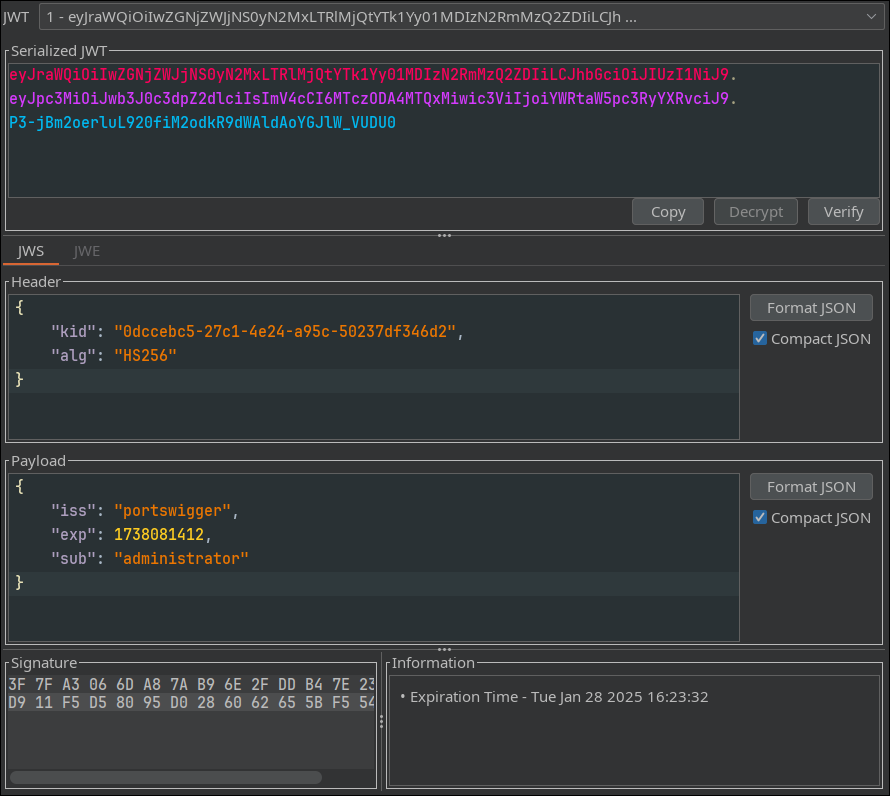 JWT 1 - eyJraWQiOiIwZGNjZWJjNS0yN2MxLTRlMjQtYTk1Yy01MDIzN2RmMzQ2ZDIiLCJh ...
Serialized JWT
eyJraWQiOiIwZGNjZWJjNS0yN2MxLTRlMjQtYTk1Yy01MDIzN2RmMzQ2ZDIiLCJhbGciOiJIUzI1NiJ9.
eyJpc3MiOiJwb3J0c3dpZ2dlciIsImV4cCI6MTczODA4MTQxMiwic3ViIjoiYWRtaW5pc3RyYXRvciJ9.
P3-jBm2oerluL920fiM2odkR9dWAldAoYGJlW_VUDU0
Copy Decrypt Verify
JWS JWE
Header
{
"kid": "0dccebc5-27c1-4e24-a95c-50237df346d2",
"alg": "HS256"
}
Format JSON
Compact JSON
Payload
{
"iss": "portswigger",
"exp": 1738081412,
"sub": "administrator"
}
Format JSON
Compact JSON
Signature
3F 7F A3 06 6D A8 7A B9 6E 2F DD B4 7E 23
D9 11 F5 D5 80 95 D0 28 60 62 65 5B F5 54
Information
• Expiration Time - Tue Jan 28 2025 16:23:32